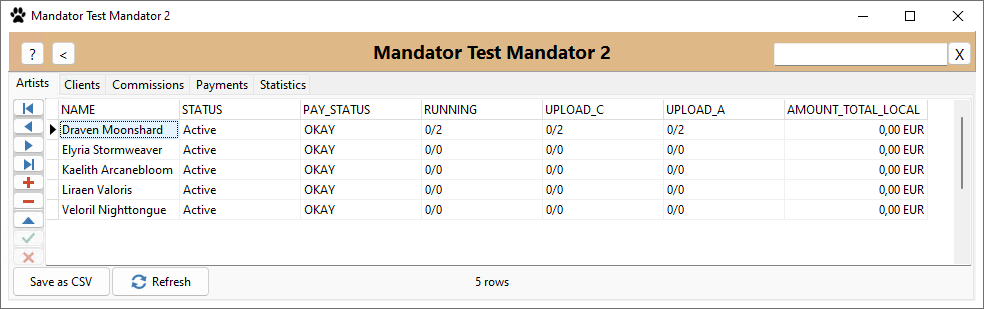 Mandator Test Mandator 2
? < Mandator Test Mandator 2 X
Artists Clients Commissions Payments Statistics
NAME STATUS PAY_STATUS RUNNING UPLOAD_C UPLOAD_A AMOUNT_TOTAL_LOCAL
Draven Moonshard Active OKAY 0/2 0/2 0/2 0,00 EUR
Elyria Stormweaver Active OKAY 0/0 0/0 0/0 0,00 EUR
Kaelith Arcanebloom Active OKAY 0/0 0/0 0/0 0,00 EUR
Liraen Valoris Active OKAY 0/0 0/0 0/0 0,00 EUR
Veloril Nighttongue Active OKAY 0/0 0/0 0/0 0,00 EUR
Save as CSV Refresh 5 rows